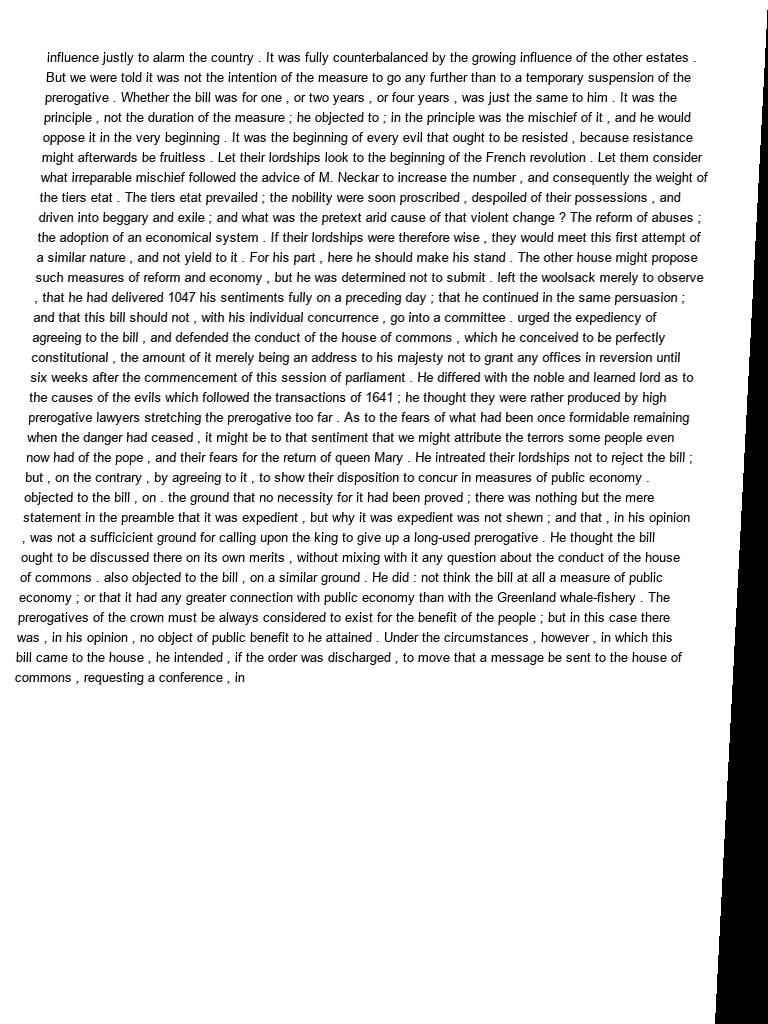 influence justly to alarm the country . It was fully counterbalanced by the growing influence of the other estates .
But we were told it was not the intention of the measure to go any further than to a temporary suspension of the
prerogative . Whether the bill was for one , or two years , or four years , was just the same to him . It was the
principle , not the duration of the measure ; he objected to ; in the principle was the mischief of it , and he would
oppose it in the very beginning . It was the beginning of every evil that ought to be resisted , because resistance
might afterwards be fruitless . Let their lordships look to the beginning of the French revolution . Let them consider
what irreparable mischief followed the advice of M. Neckar to increase the number , and consequently the weight of
the tiers etat . The tiers etat prevailed ; the nobility were soon proscribed , despoiled of their possessions , and
driven into beggary and exile ; and what was the pretext arid cause of that violent change ? The reform of abuses ;
the adoption of an economical system . If their lordships were therefore wise , they would meet this first attempt of
a similar nature , and not yield to it . For his part , here he should make his stand . The other house might propose
such measures of reform and economy , but he was determined not to submit . left the woolsack merely to observe
, that he had delivered 1047 his sentiments fully on a preceding day ; that he continued in the same persuasion ;
and that this bill should not , with his individual concurrence , go into a committee . urged the expediency of
agreeing to the bill , and defended the conduct of the house of commons , which he conceived to be perfectly
constitutional , the amount of it merely being an address to his majesty not to grant any offices in reversion until
six weeks after the commencement of this session of parliament . He differed with the noble and learned lord as to
the causes of the evils which followed the transactions of 1641 ; he thought they were rather produced by high
prerogative lawyers stretching the prerogative too far . As to the fears of what had been once formidable remaining
when the danger had ceased , it might be to that sentiment that we might attribute the terrors some people even
now had of the pope , and their fears for the return of queen Mary . He intreated their lordships not to reject the bill ;
but , on the contrary , by agreeing to it , to show their disposition to concur in measures of public economy .
objected to the bill , on . the ground that no necessity for it had been proved ; there was nothing but the mere
statement in the preamble that it was expedient , but why it was expedient was not shewn ; and that , in his opinion
, was not a sufficicient ground for calling upon the king to give up a long-used prerogative . He thought the bill
ought to be discussed there on its own merits , without mixing with it any question about the conduct of the house
of commons . also objected to the bill , on a similar ground . He did : not think the bill at all a measure of public
economy ; or that it had any greater connection with public economy than with the Greenland whale-fishery . The
prerogatives of the crown must be always considered to exist for the benefit of the people ; but in this case there
was , in his opinion , no object of public benefit to he attained . Under the circumstances , however , in which this
bill came to the house , he intended , if the order was discharged , to move that a message be sent to the house of
commons , requesting a conference , in